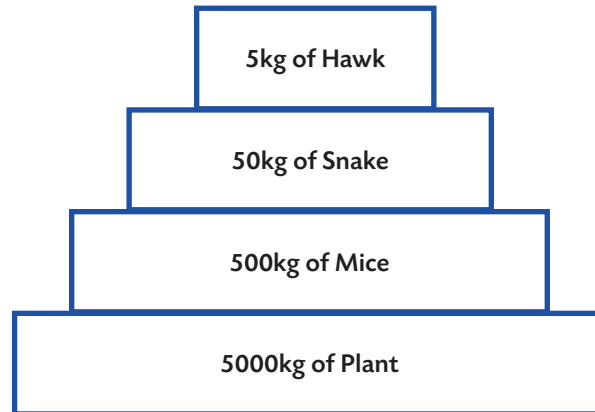 5kg of Hawk
50kg of Snake
500kg of Mice
5000kg of Plant